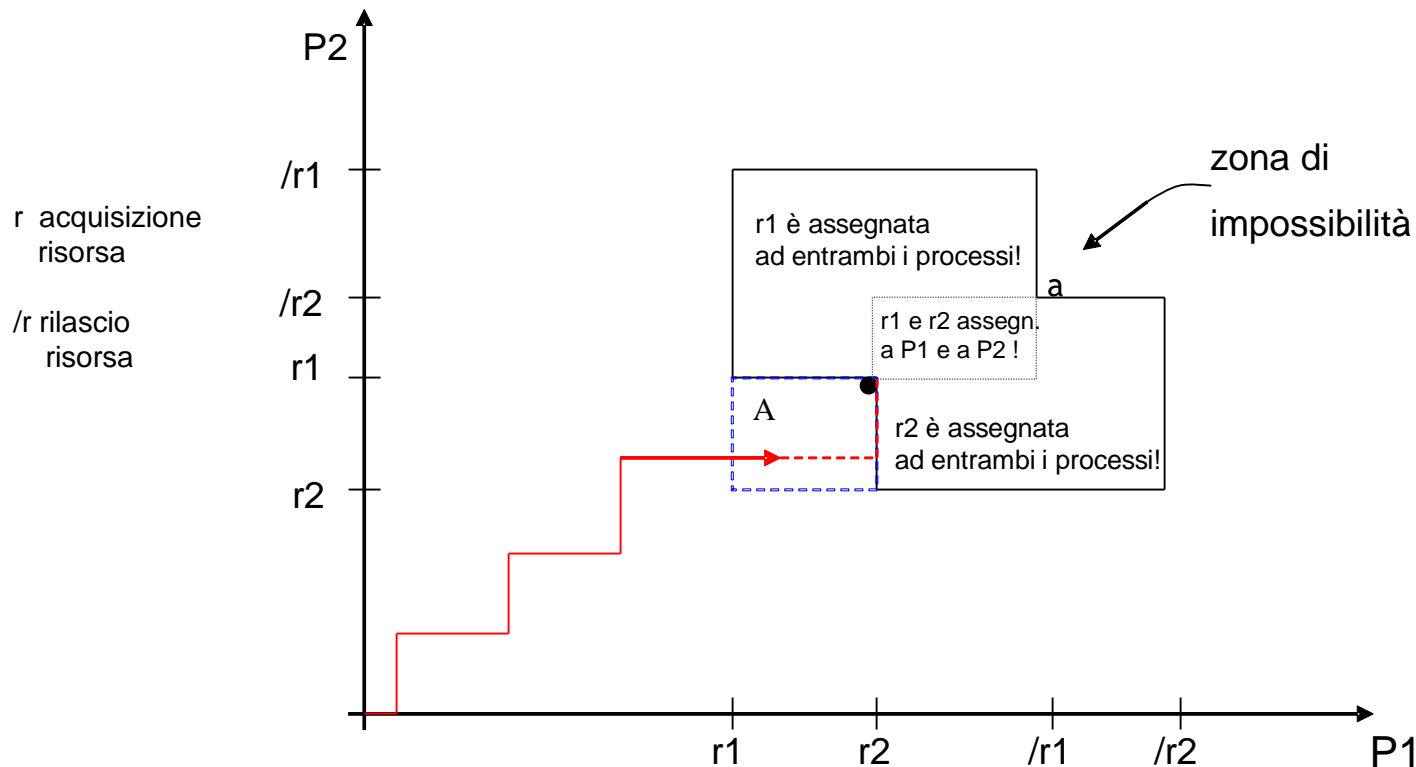 P2
/r1
zona di
impossibilità
r acquisizione
risorsa
r1 è assegnata
ad entrambi i processi!
/r2
a
/r rilascio
risorsa
r1 e r2 assegn.
a P1 e a P2 !
r1
A
r2 è assegnata
ad entrambi i processi!
r2
r1
r2
/r1
/r2
P1